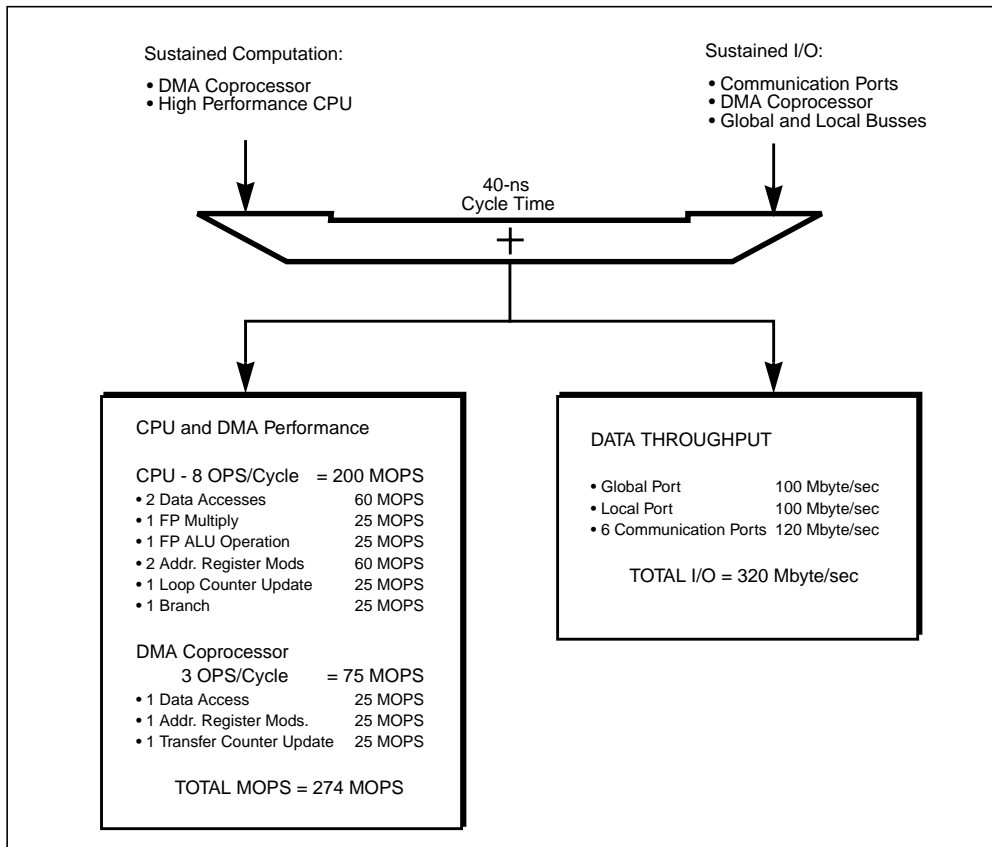 Sustained Computation:
• DMA Coprocessor
• High Performance CPU
Sustained I/O:
• Communication Ports
• DMA Coprocessor
• Global and Local Busses
40-ns
Cycle Time
CPU and DMA Performance
CPU - 8 OPS/Cycle = 200 MOPS
• 2 Data Accesses 60 MOPS
• 1 FP Multiply 25 MOPS
• 1 FP ALU Operation 25 MOPS
• 2 Addr. Register Mods 60 MOPS
• 1 Loop Counter Update 25 MOPS
• 1 Branch 25 MOPS
DMA Coprocessor
3 OPS/Cycle = 75 MOPS
• 1 Data Access 25 MOPS
• 1 Addr. Register Mods. 25 MOPS
• 1 Transfer Counter Update 25 MOPS
TOTAL MOPS = 274 MOPS
DATA THROUGHPUT
• Global Port 100 Mbyte/sec
• Local Port 100 Mbyte/sec
• 6 Communication Ports 120 Mbyte/sec
TOTAL I/O = 320 Mbyte/sec